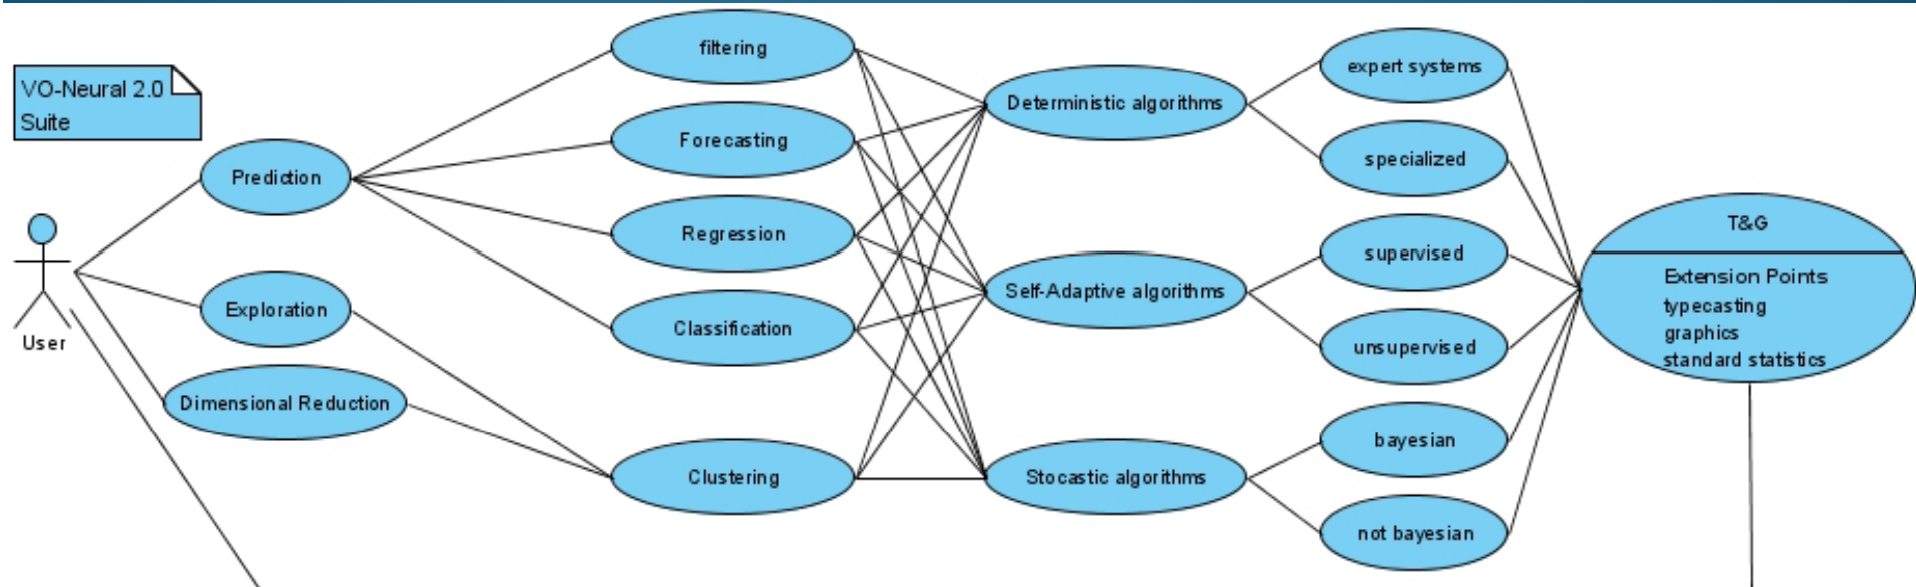 VO-Neural 2.0
Suite
User
Prediction
Exploration
Dimensional Reduction
filtering
Forecasting
Regression
Classification
Clustering
Deterministic algorithms
Self-Adaptive algorithms
Stocastic algorithms
expert systems
specialized
supervised
unsupervised
bayesian
not bayesian
T&G
Extension Points
typecasting
graphics
standard statistics